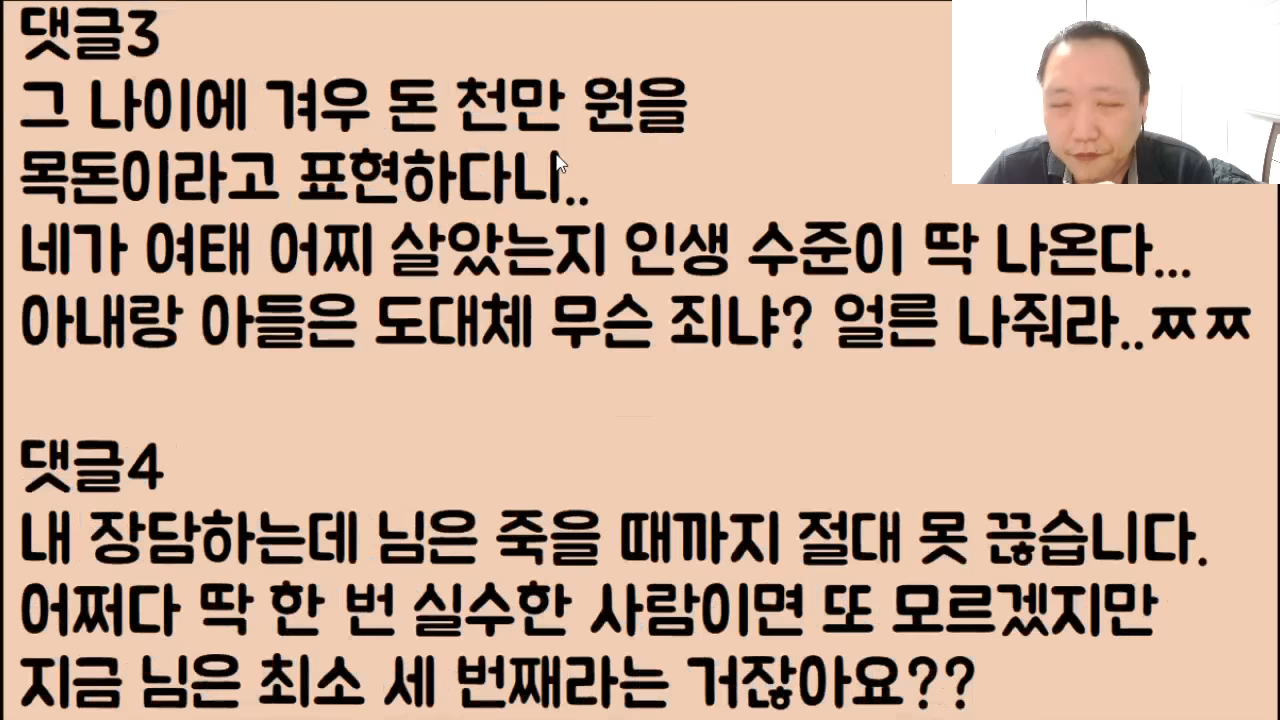 댓글3
그 나이에 겨우 돈 천만 원을
목돈이라고 표현하다니..
네가 여태 어찌 살았는지 인생 수준이 딱 나온다...
아내랑 아들은 도대체 무슨 죄냐? 얼른 나줘라..ㅉㅉ
댓글4
내 장담하는데 님은 죽을 때까지 절대 못 끊습니다.
어쩌다 딱 한 번 실수한 사람이면 또 모르겠지만
지금 님은 최소 세 번째라는 거잖아요??